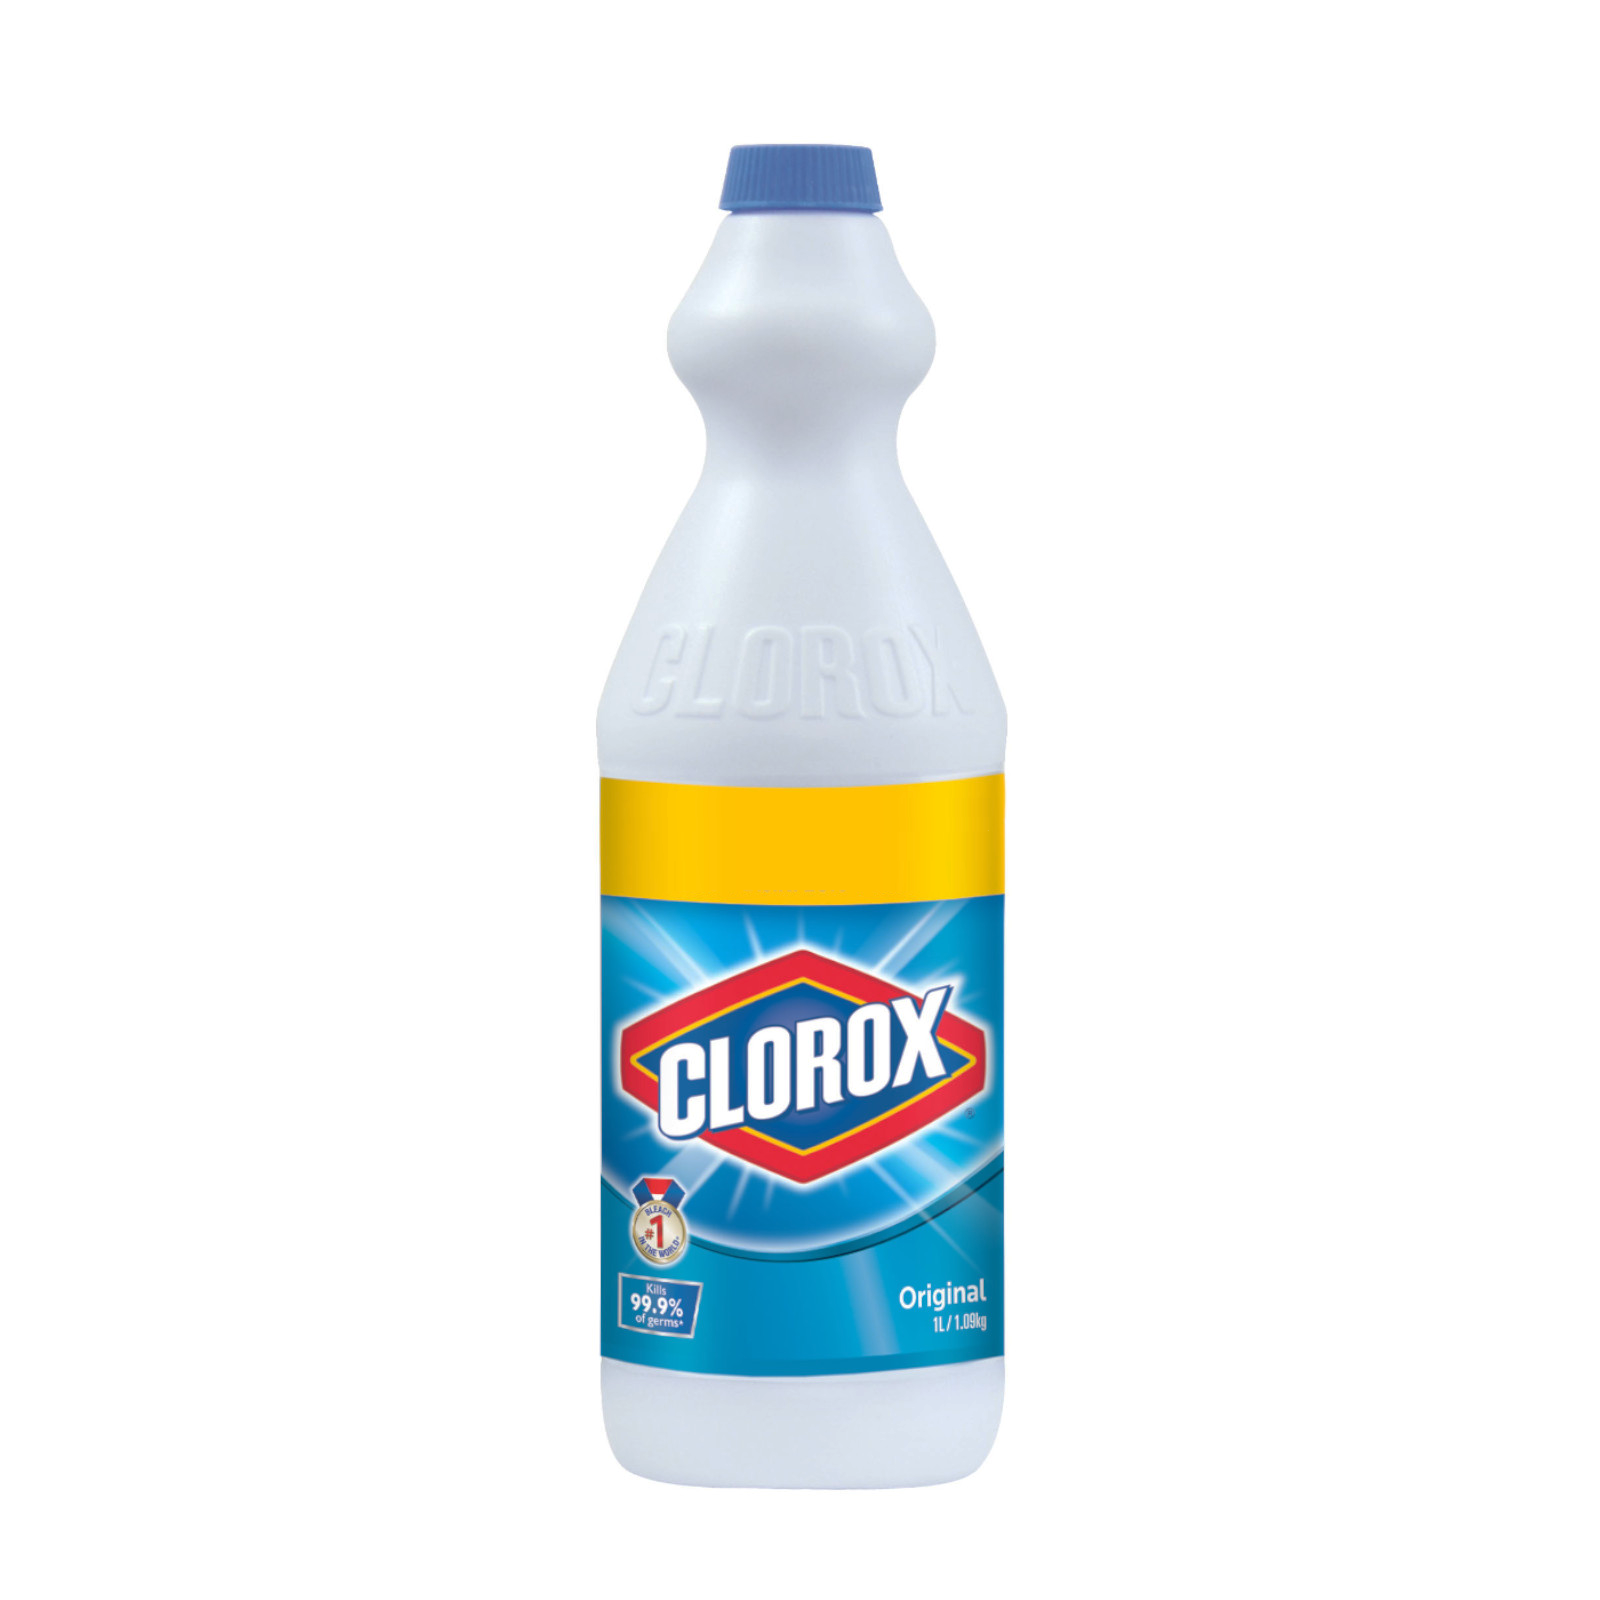 CLOROX
CLOROX
®
BLEACH
#1
IN THE WORLD*
Kills
99.9%
of germs*
Original
1L / 1.09kg